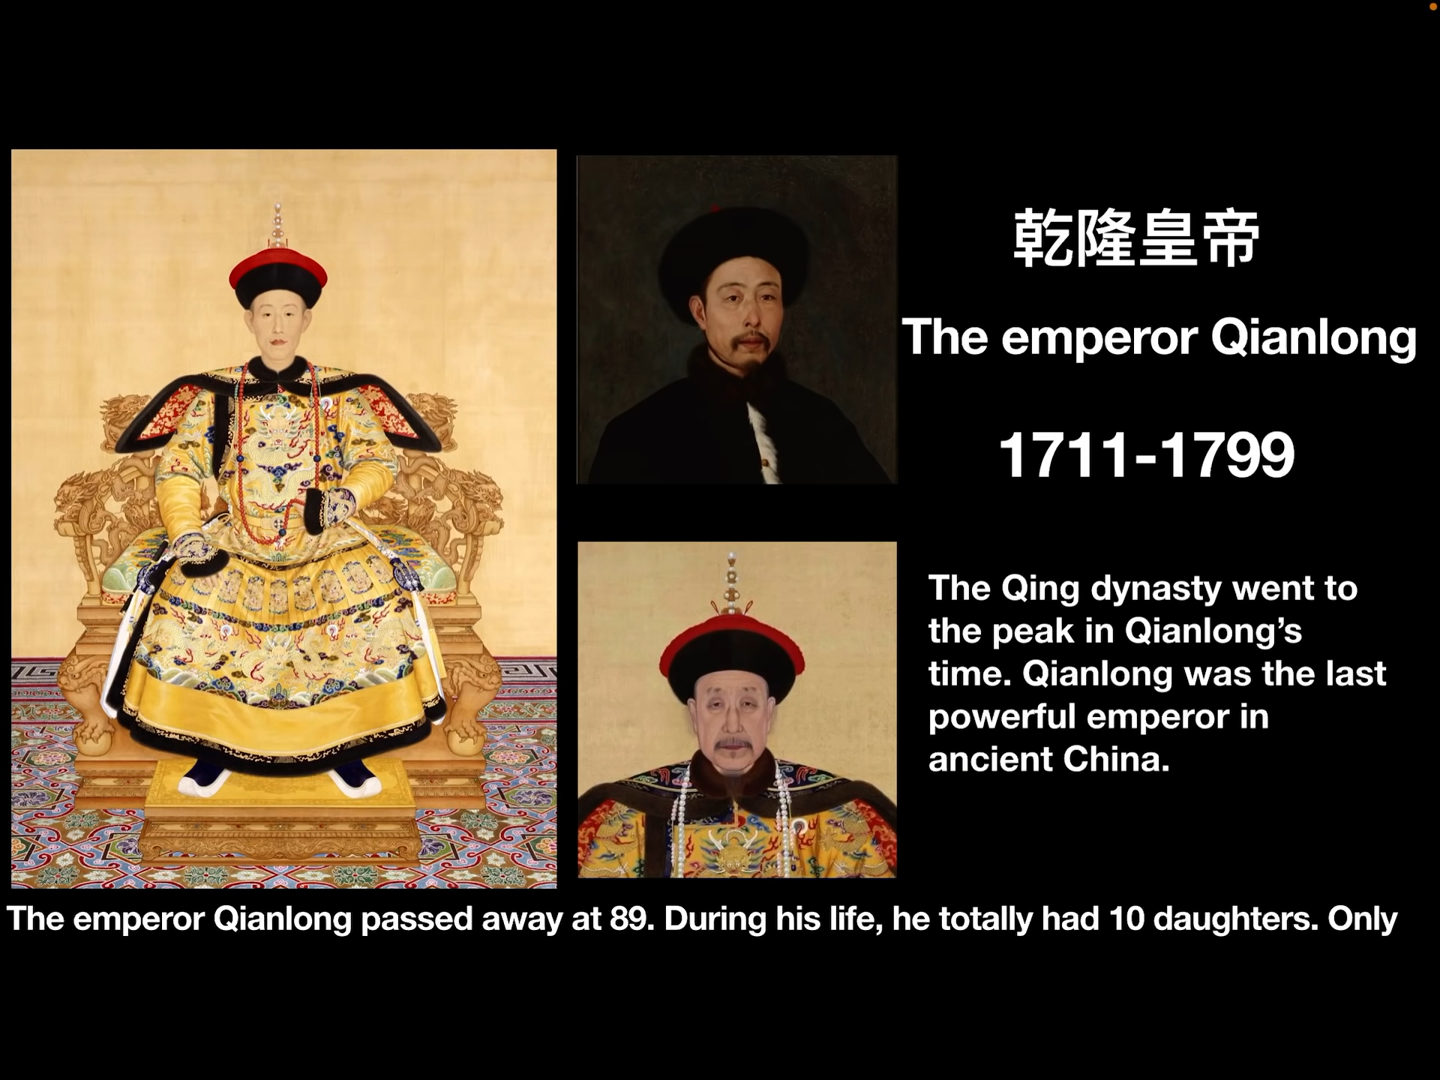 乾隆皇帝
The emperor Qianlong
1711-1799
The Qing dynasty went to
the peak in Qianlong’s
time. Qianlong was the last
powerful emperor in
ancient China.
The emperor Qianlong passed away at 89. During his life, he totally had 10 daughters. Only